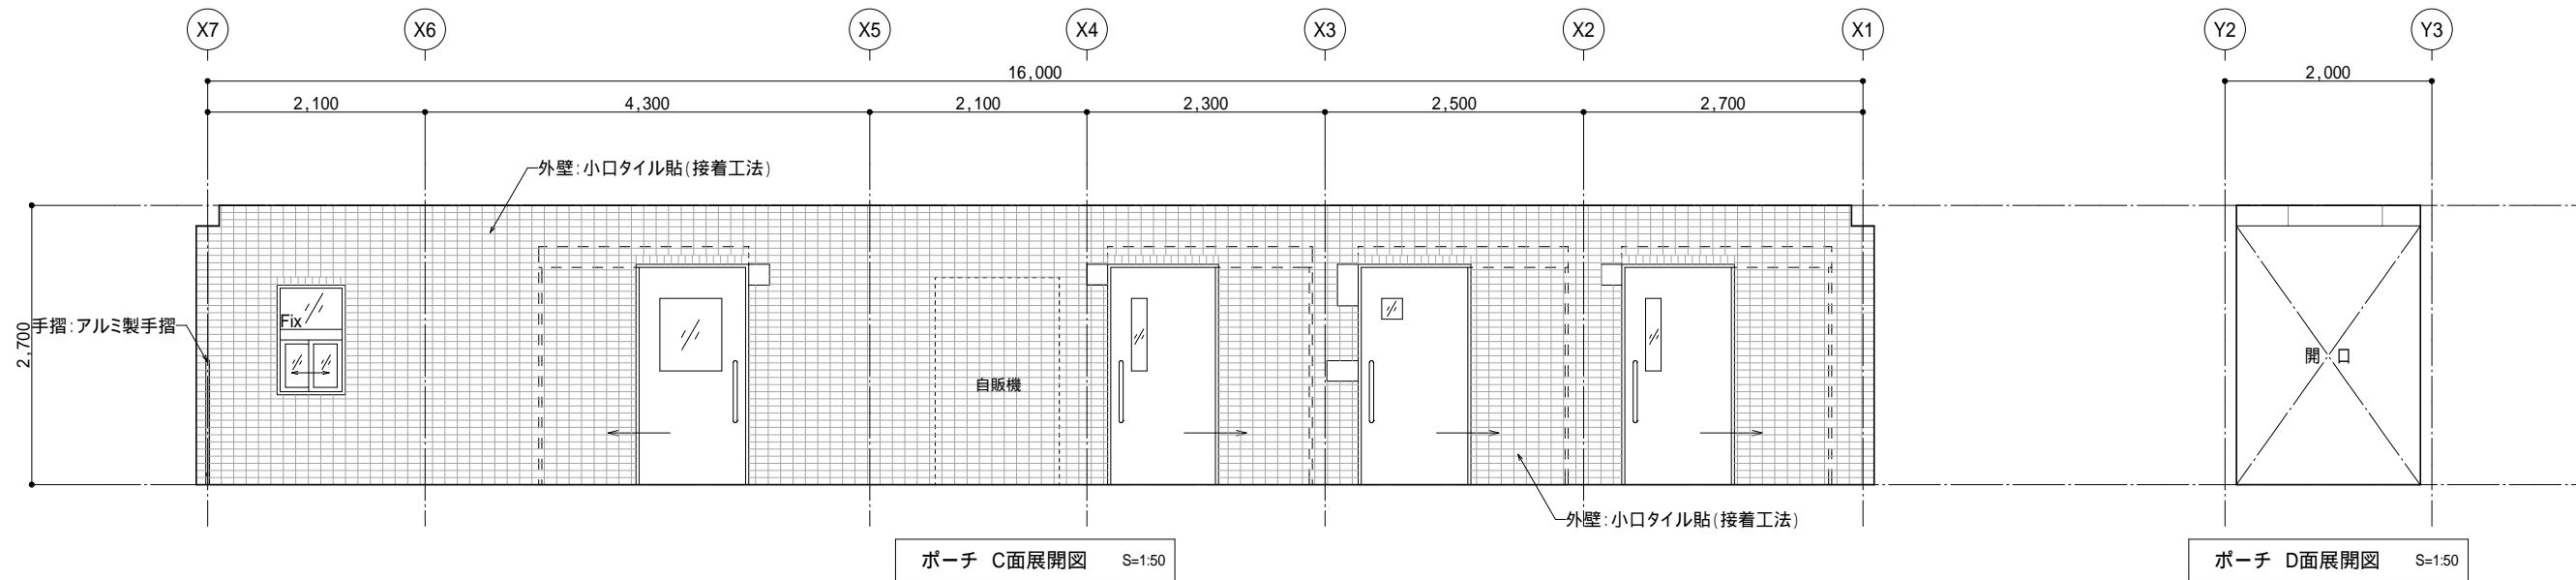 X7
X6
X5
X4
X3
X2
X1
Y2
Y3
16,000
2,000
2,100
4,300
2,100
2,300
2,500
2,700
外壁:小口タイル貼(接着工法)
2,700
手摺:アルミ製手摺
Fix
自販機
開 口
外壁:小口タイル貼(接着工法)
ポーチ C面展開図 S=1:50
ポーチ D面展開図 S=1:50